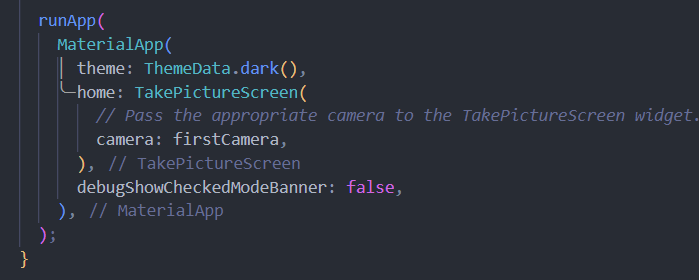 runApp(
MaterialApp(
theme: ThemeData.dark(),
home: TakePictureScreen(
// Pass the appropriate camera to the TakePictureScreen widget.
camera: firstCamera,
), // TakePictureScreen
debugShowCheckedModeBanner: false,
), // MaterialApp
);
}